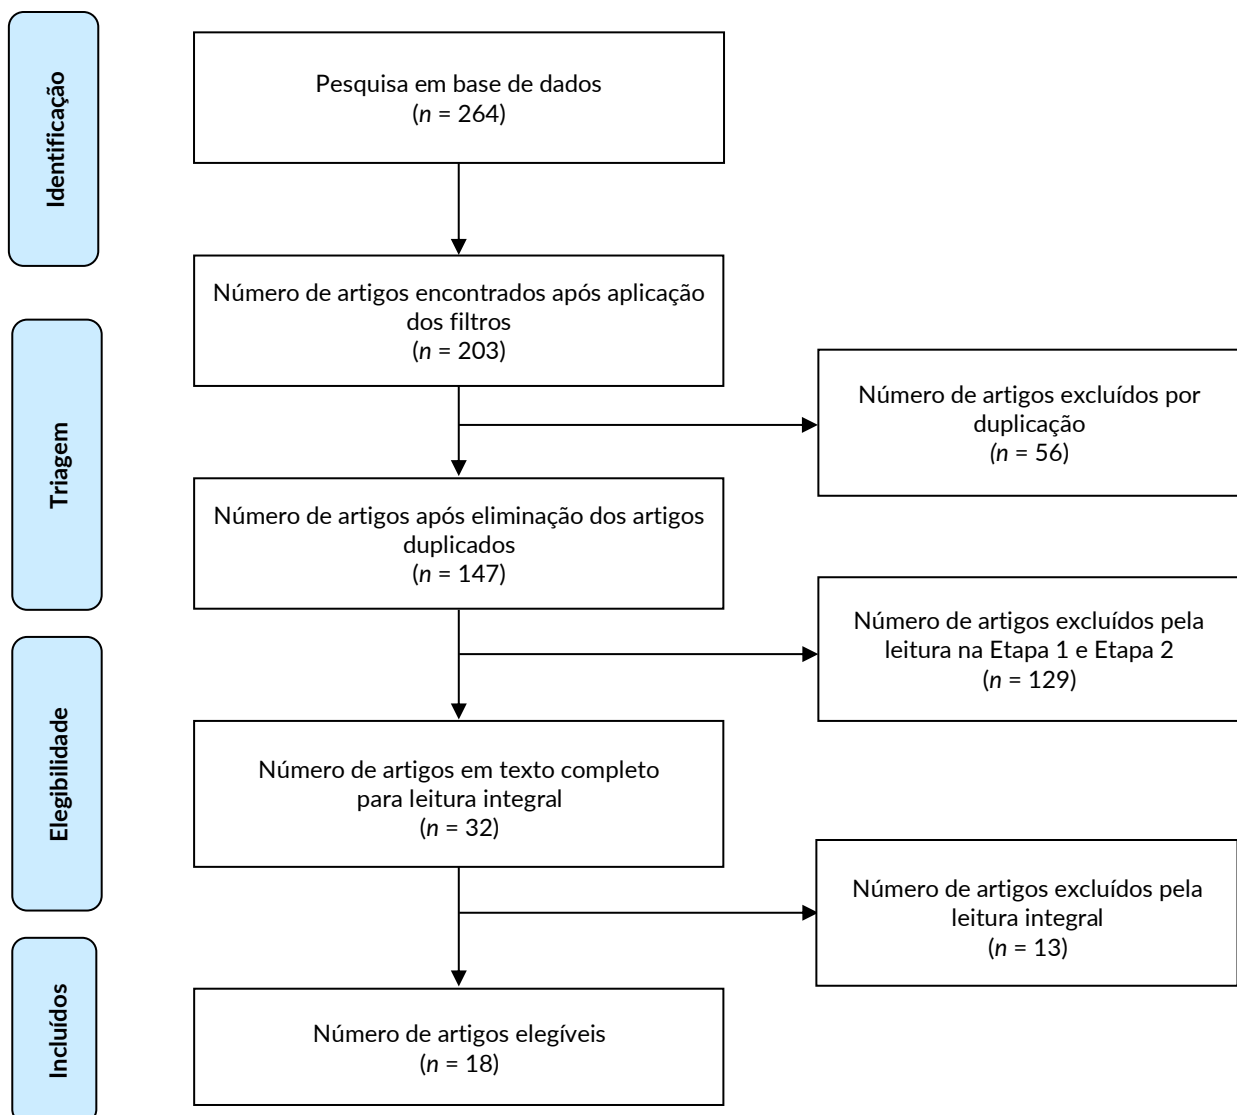 Identificação
Pesquisa em base de dados
(n = 264)
Número de artigos encontrados após aplicação
dos filtros
(n = 203)
Triagem
Número de artigos excluídos por
duplicação
(n = 56)
Número de artigos após eliminação dos artigos
duplicados
(n = 147)
Número de artigos excluídos pela
leitura na Etapa 1 e Etapa 2
(n = 129)
Elegibilidade
Número de artigos em texto completo
para leitura integral
(n = 32)
Número de artigos excluídos pela
leitura integral
(n = 13)
Incluídos
Número de artigos elegíveis
(n = 18)